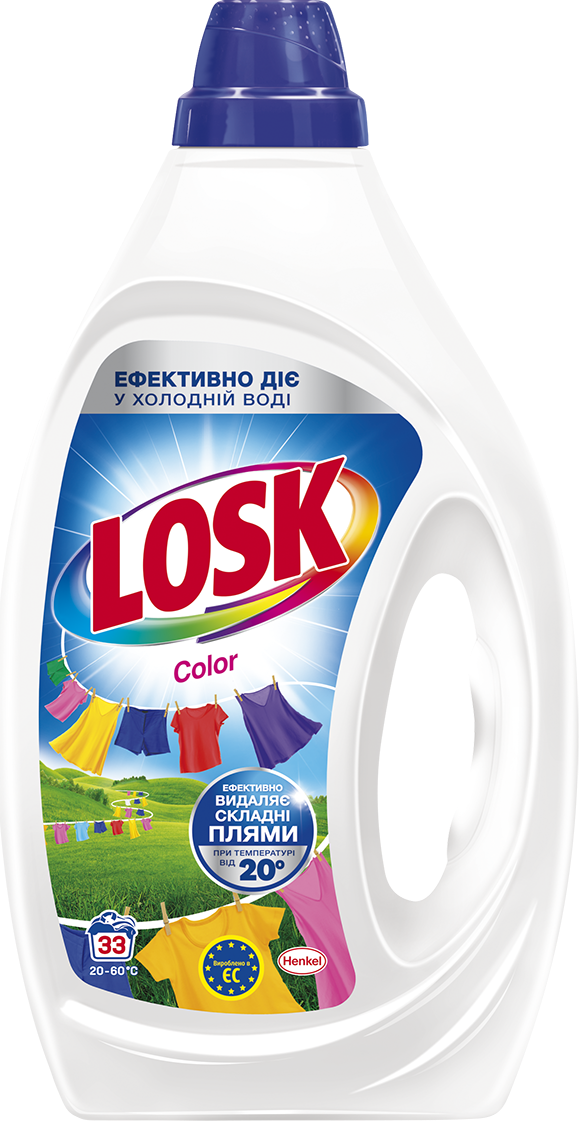 ЕФЕКТИВНО ДІЄ
У ХОЛОДНІЙ ВОДІ
LOSK
Color
ЕФЕКТИВНО
ВИДАЛЯЄ
СКЛАДНІ
ПЛЯМИ
ПРИ ТЕМПЕРАТУРІ
ВІД 20°
33
20-60°C
Вироблено в
ЄС
Henkel